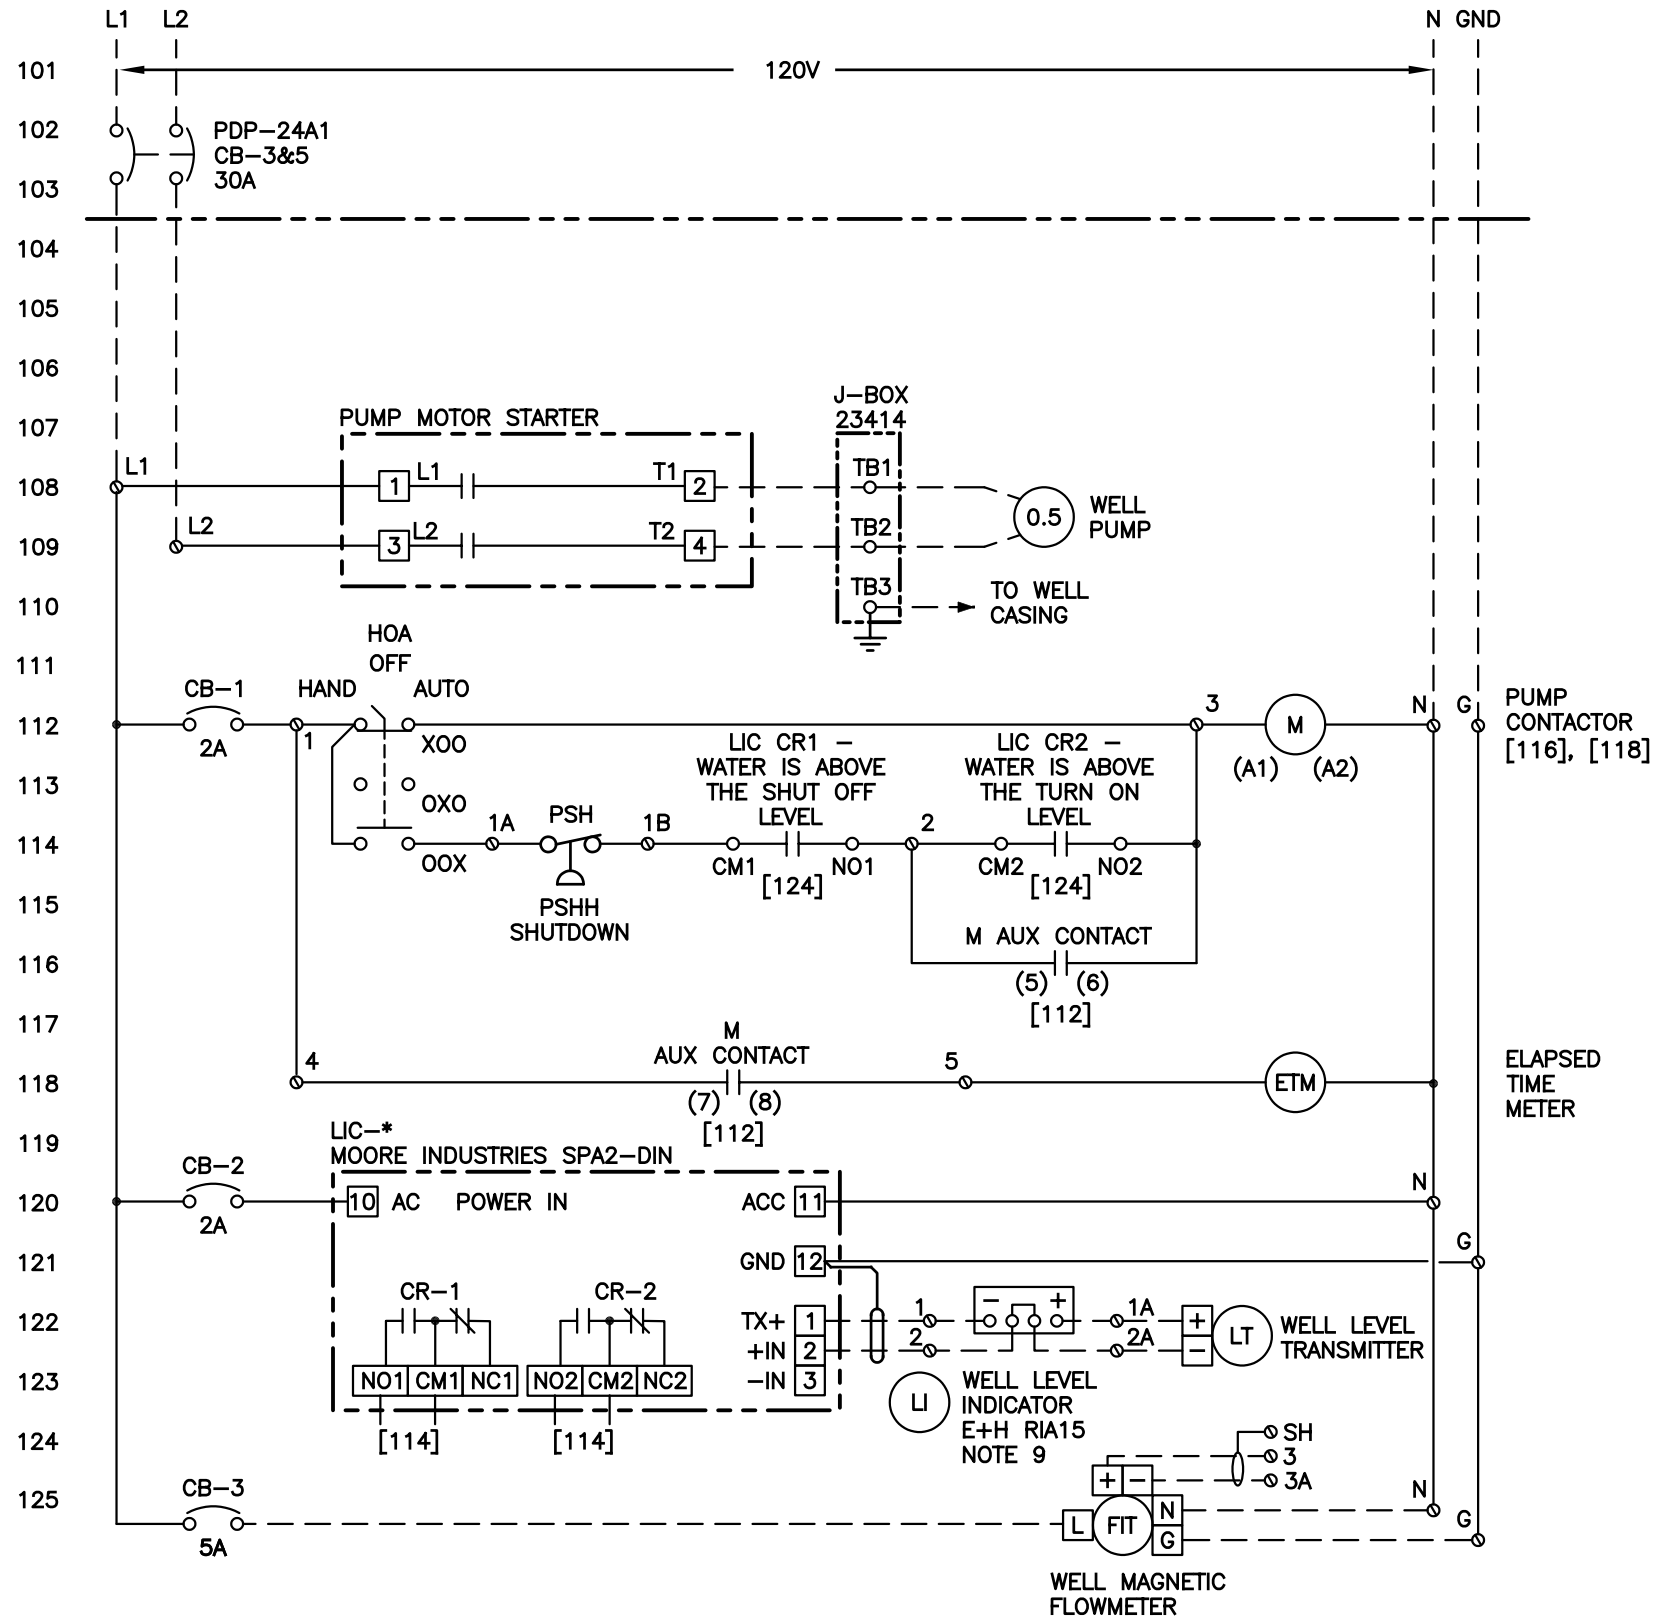 L1 L2 N GND
101 120V
102 PDP-24A1
CB-3&5
103 30A
104
105
106
107 PUMP MOTOR STARTER J-BOX
23414
108 L1 1 L1 T1 2 TB1
0.5 WELL
PUMP
109 L2 3 L2 T2 4 TB2
110 TB3 TO WELL
CASING
111 HOA
OFF
CB-1 HAND AUTO
112 1 3 M N G PUMP
CONTACTOR
[116], [118]
2A XOO (A1) (A2)
LIC CR1 -
WATER IS ABOVE
THE SHUT OFF
LEVEL
LIC CR2 -
WATER IS ABOVE
THE TURN ON
LEVEL
113 OXO
114 OOX 1A PSH 1B CM1 NO1 2 CM2 NO2
[124] [124]
115 PSHH
SHUTDOWN
116 M AUX CONTACT
(5) (6)
[112]
117 M
AUX CONTACT
118 4 5 ETM ELAPSED
TIME
METER
(7) (8)
[112]
119 LIC-*
MOORE INDUSTRIES SPA2-DIN
CB-2
120 10 AC POWER IN ACC 11 N
2A
121 GND 12 G
CR-1 CR-2
122 TX+ 1 1 - + 1A + LT WELL LEVEL
TRANSMITTER
+IN 2 2 2A -
123 NO1 CM1 NC1 NO2 CM2 NC2 -IN 3
LI WELL LEVEL
INDICATOR
E+H RIA15
NOTE 9
124 [114] [114] SH
3
+ - 3A
CB-3
125 N N
L FIT G G
5A
WELL MAGNETIC
FLOWMETER